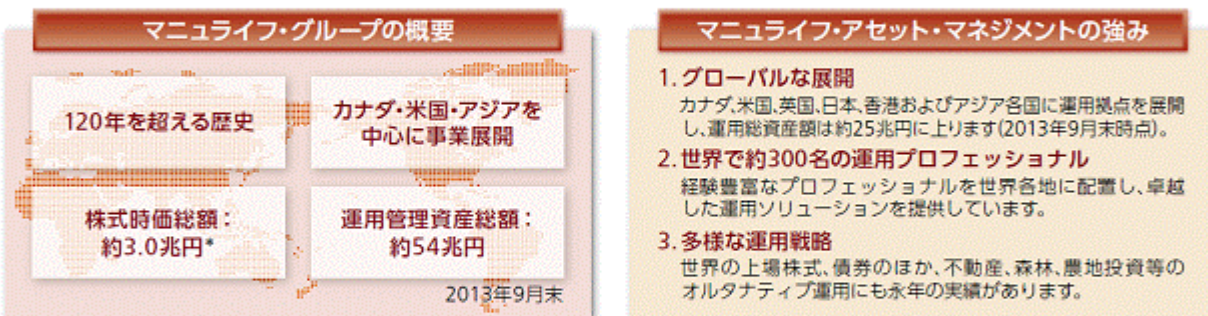 マニュライフ・グループの概要
120年を超える歴史
カナダ・米国・アジアを
中心に事業展開
株式時価総額：
約3.0兆円*
運用管理資産総額：
約54兆円
2013年9月末
マニュライフ・アセット・マネジメントの強み
1. グローバルな展開
カナダ、米国、英国、日本、香港およびアジア各国に運用拠点を展開
し、運用総資産額は約25兆円に上ります(2013年9月末時点)。
2. 世界で約300名の運用プロフェッショナル
経験豊富なプロフェッショナルを世界各地に配置し、卓越
した運用ソリューションを提供しています。
3. 多様な運用戦略
世界の上場株式、債券のほか、不動産、森林、農地投資等の
オルタナティブ運用にも永年の実績があります。